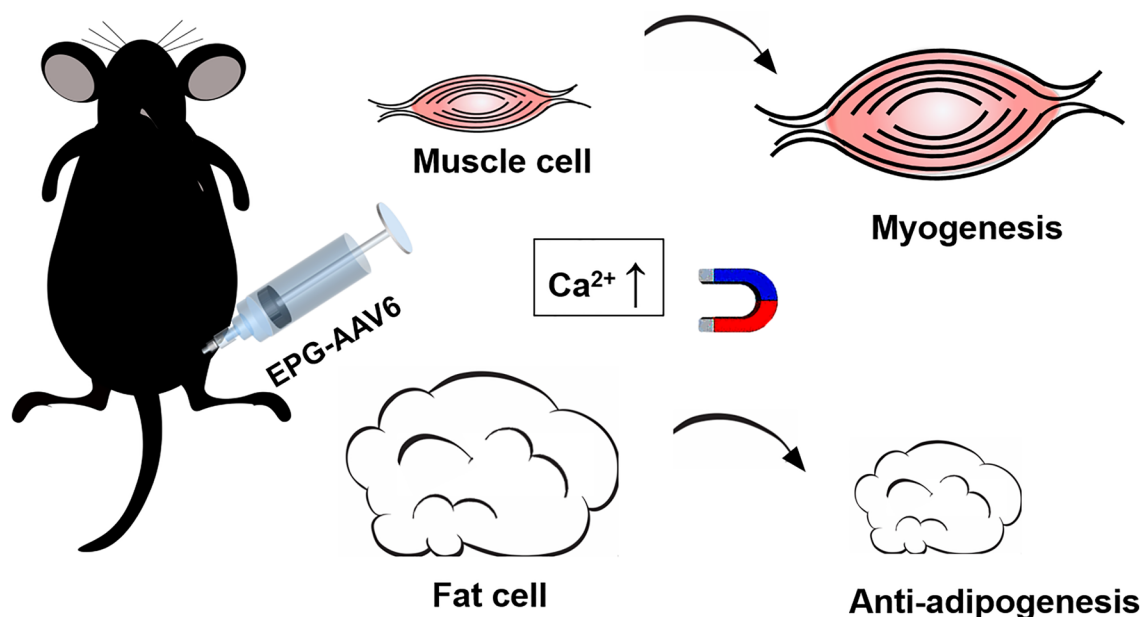 Muscle cell
Myogenesis
Ca²⁺ ↑
EPG-AAV6
Fat cell
Anti-adipogenesis